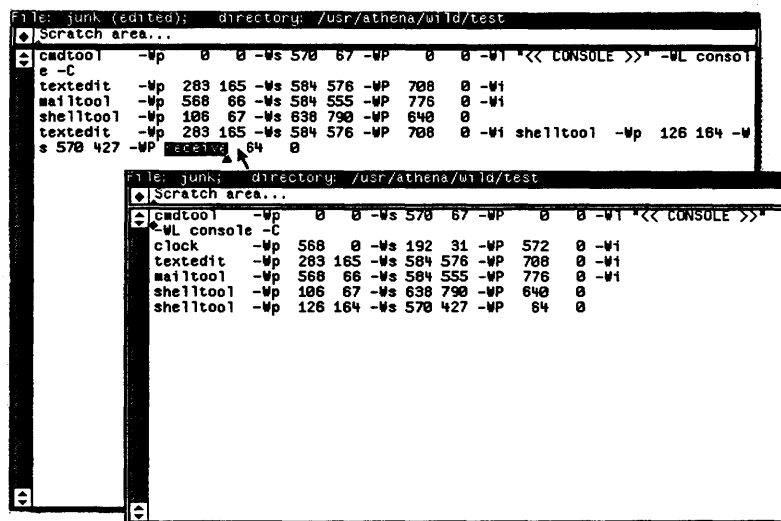 File: junk (edited); directory: /usr/athena/wild/test
Scratch area...
cmdtool -Wp 0 0 -Ws 570 67 -WP 0 0 -Wl "<< CONSOLE >>" -WL consol
e -C
textedit -Wp 283 165 -Ws 584 576 -WP 708 0 -Wi
mailtool -Wp 568 66 -Ws 584 555 -WP 776 0 -Wi
shelltool -Wp 106 67 -Ws 638 790 -WP 640 0
textedit -Wp 283 165 -Ws 584 576 -WP 708 0 -Wi shelltool -Wp 126 164 -W
s 570 427 -WP receive 64 0
File: junk; directory: /usr/athena/wild/test
Scratch area...
cmdtool -Wp 0 0 -Ws 570 67 -WP 0 0 -Wl "<< CONSOLE >>"
-WL console -C
clock -Wp 568 0 -Ws 192 31 -WP 572 0 -Wi
textedit -Wp 283 165 -Ws 584 576 -WP 708 0 -Wi
mailtool -Wp 568 66 -Ws 584 555 -WP 776 0 -Wi
shelltool -Wp 106 67 -Ws 638 790 -WP 640 0
shelltool -Wp 126 164 -Ws 570 427 -WP 64 0